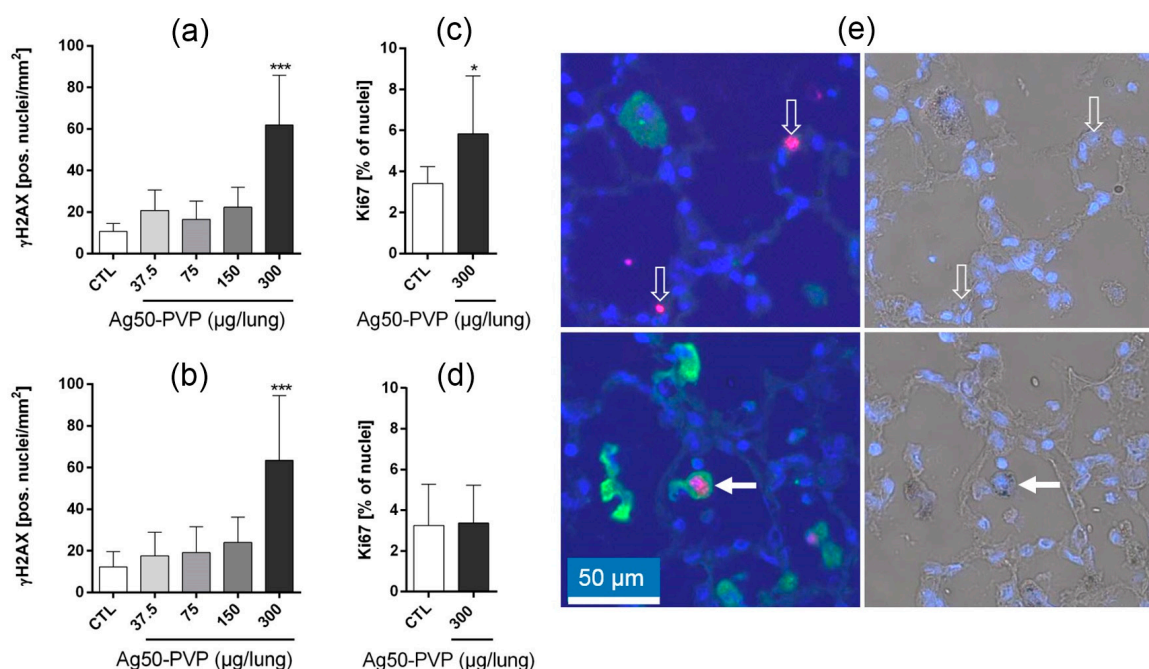 (a)
γH2AX [pos. nuclei/mm²]
100
80
60
40
20
0
***
CTL
37.5
75
150
300
Ag50-PVP (µg/lung)
(c)
Ki67 [% of nuclei]
10
8
6
4
2
0
*
CTL
300
Ag50-PVP (µg/lung)
(e)
50 µm
(b)
γH2AX [pos. nuclei/mm²]
100
80
60
40
20
0
***
CTL
37.5
75
150
300
Ag50-PVP (µg/lung)
(d)
Ki67 [% of nuclei]
10
8
6
4
2
0
CTL
300
Ag50-PVP (µg/lung)